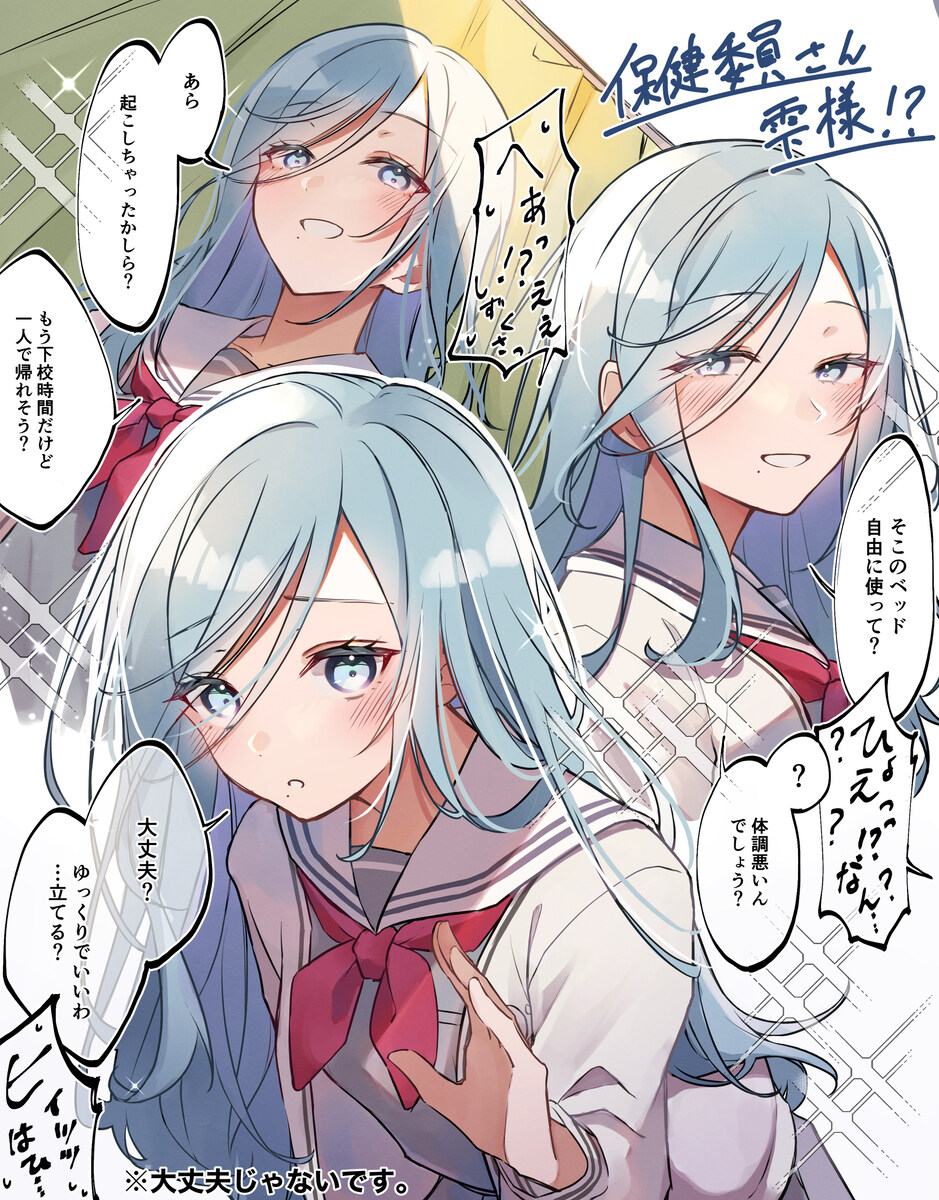 保健委員さん
雫様!?
あら
起こしちゃったかしら?
もう下校時間だけど
一人で帰れそう?
へあっ!?ええ
しずくさっ
そこのベッド
自由に使って?
ひょっ!?
?え?なん…
?
体調悪いん
でしょう?
大丈夫?
ゆっくりでいいわ
…立てる?
ヒィッッッ
はひ…
※大丈夫じゃないです。